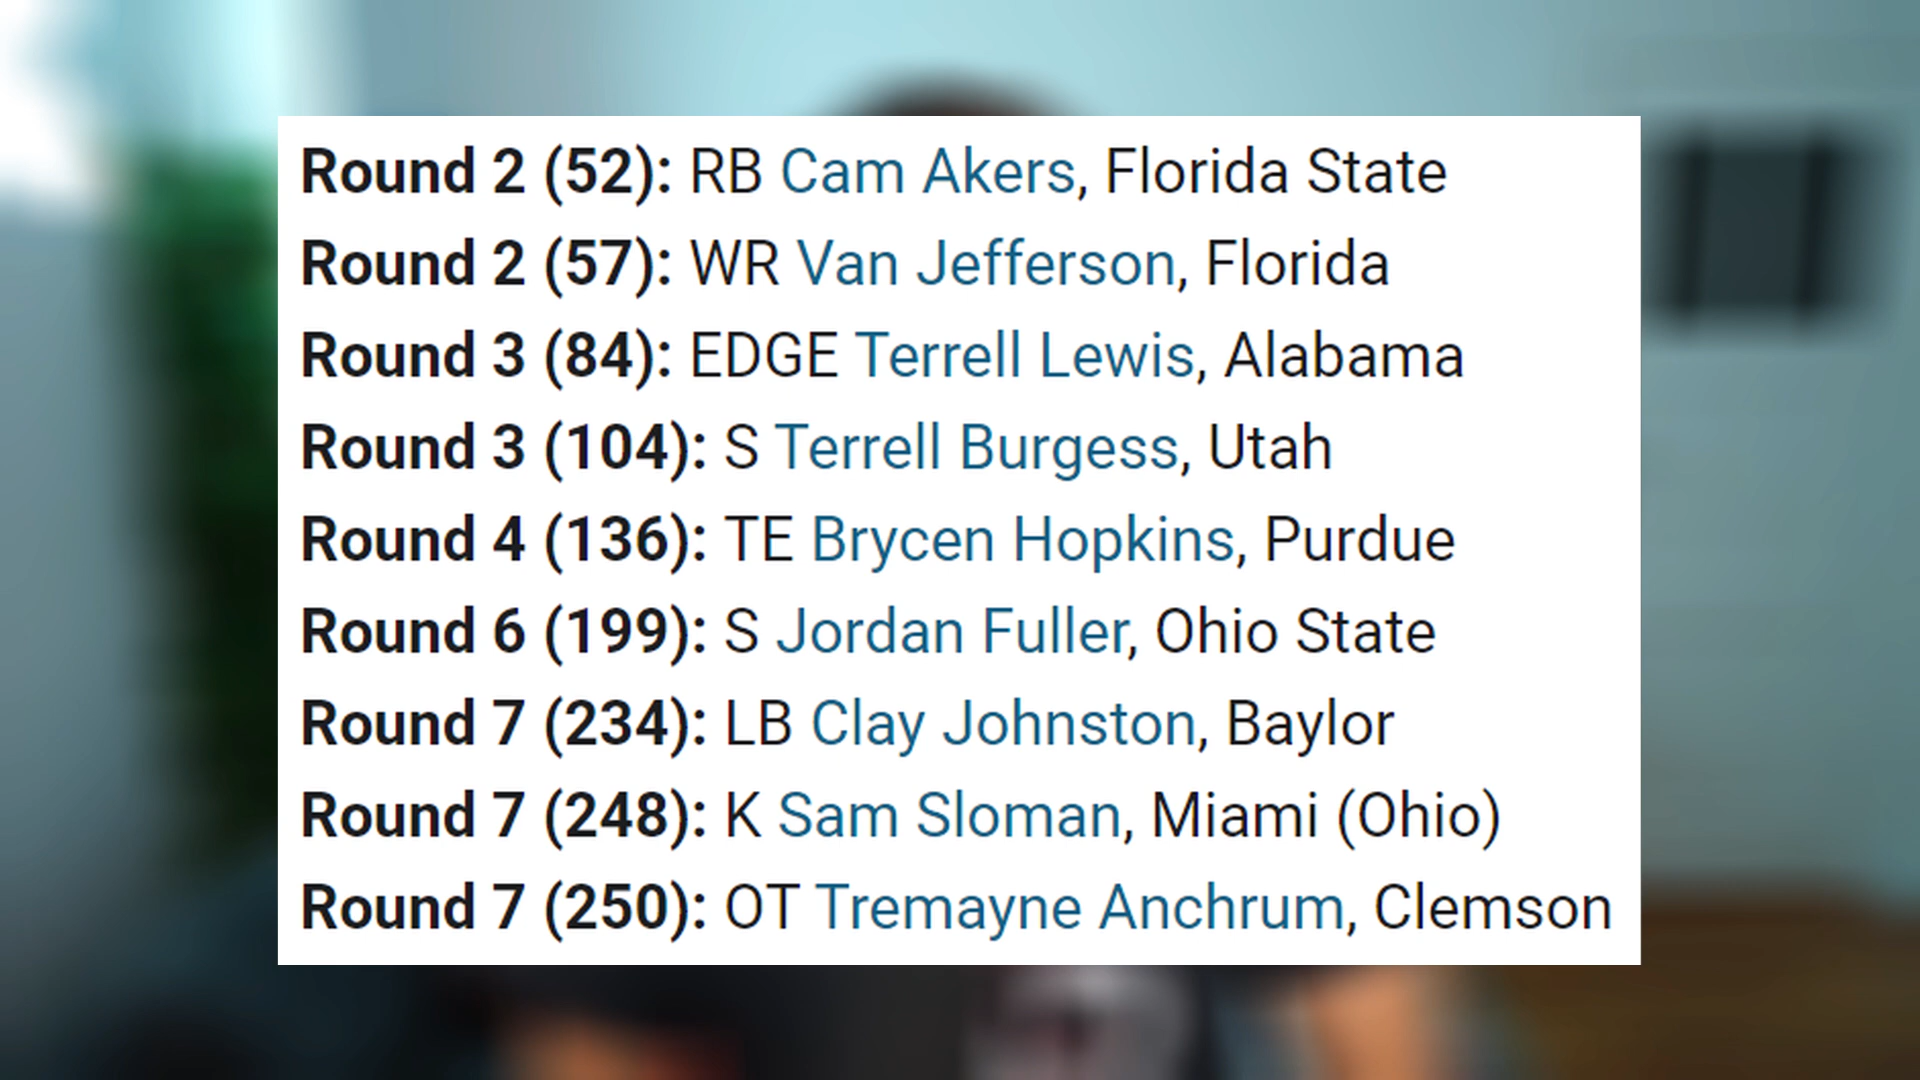 Round 2 (52): RB Cam Akers, Florida State
Round 2 (57): WR Van Jefferson, Florida
Round 3 (84): EDGE Terrell Lewis, Alabama
Round 3 (104): S Terrell Burgess, Utah
Round 4 (136): TE Brycen Hopkins, Purdue
Round 6 (199): S Jordan Fuller, Ohio State
Round 7 (234): LB Clay Johnston, Baylor
Round 7 (248): K Sam Sloman, Miami (Ohio)
Round 7 (250): OT Tremayne Anchrum, Clemson